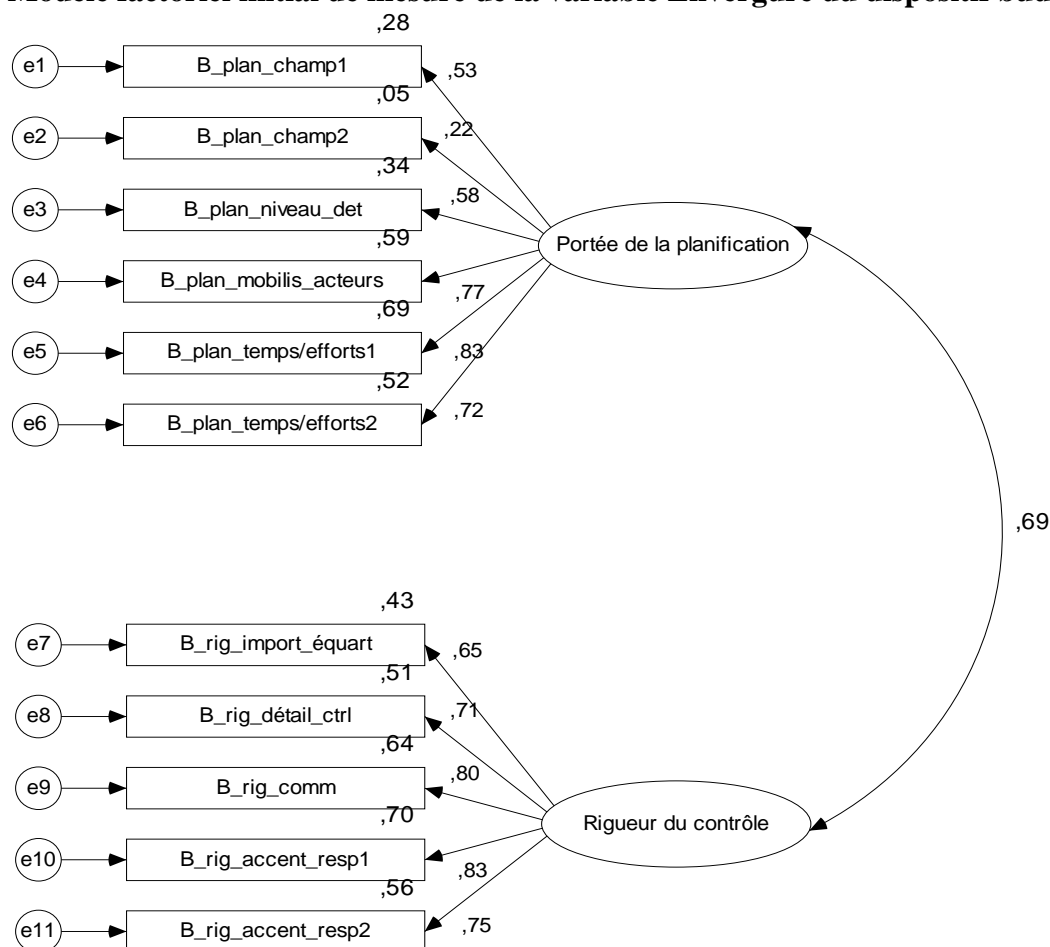 Modèle factoriel initial de mesure de la variable Envergure du dispositif bud
,28
e1 B_plan_champ1 ,53
,05
e2 B_plan_champ2 ,22
,34
e3 B_plan_niveau_det ,58
,59
Portée de la planification
e4 B_plan_mobilis_acteurs ,77
,69
e5 B_plan_temps/efforts1 ,83
,52
e6 B_plan_temps/efforts2 ,72
,69
,43
e7 B_rig_import_équart ,65
,51
e8 B_rig_détail_ctrl ,71
,64
e9 B_rig_comm ,80
,70
Rigueur du contrôle
e10 B_rig_accent_resp1 ,83
,56
e11 B_rig_accent_resp2 ,75